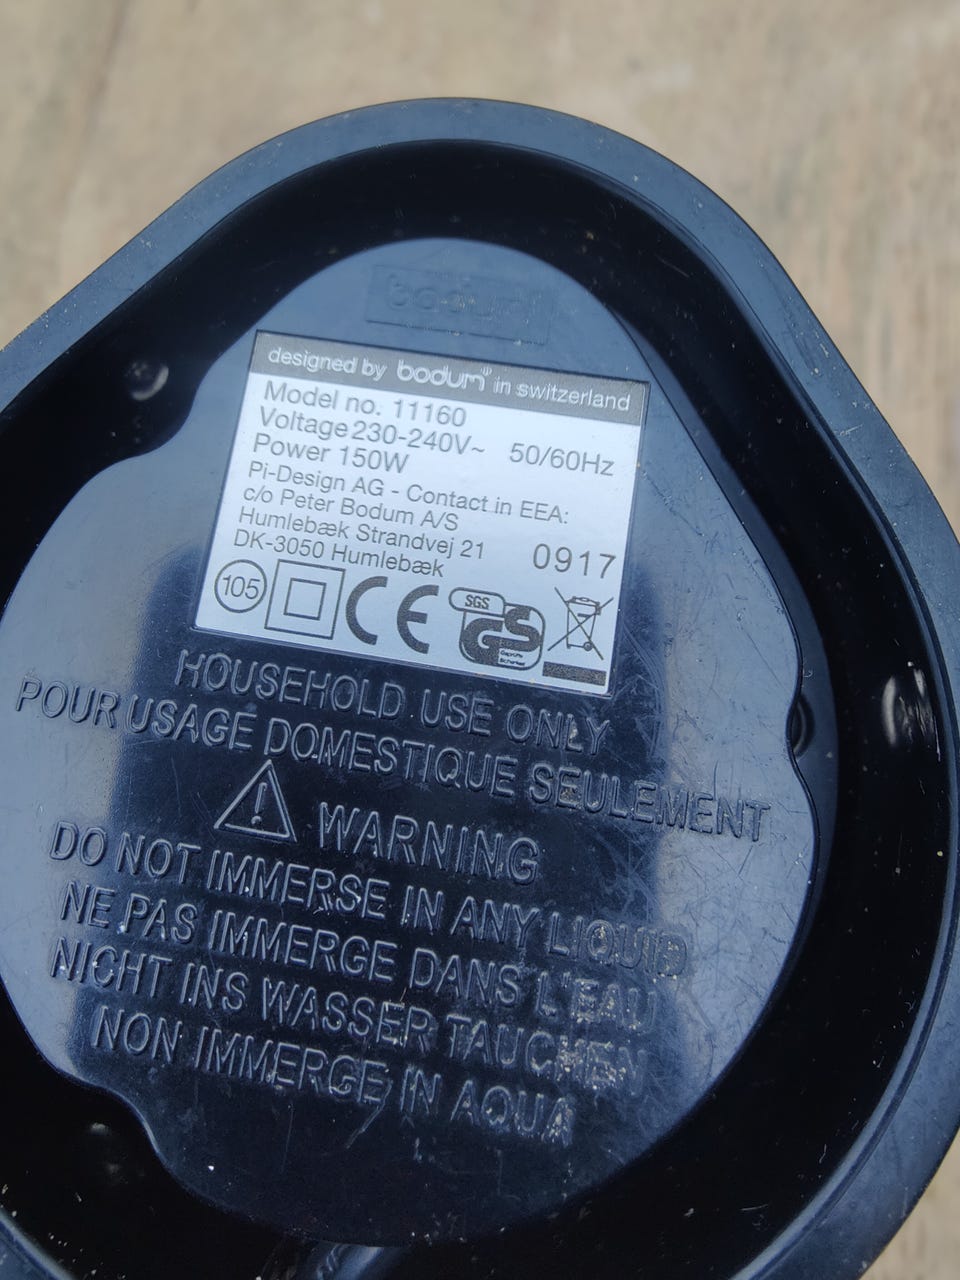 bodum
designed by bodum® in switzerland
Model no. 11160
Voltage 230-240V~ 50/60Hz
Power 150W
Pi-Design AG - Contact in EEA:
c/o Peter Bodum A/S
Humlebæk Strandvej 21
DK-3050 Humlebæk 0917
105 CE SGS GS
geprüfte
Sicherheit
HOUSEHOLD USE ONLY
POUR USAGE DOMESTIQUE SEULEMENT
! WARNING
DO NOT IMMERSE IN ANY LIQUID
NE PAS IMMERGE DANS L'EAU
NICHT INS WASSER TAUCHEN
NON IMMERGE IN AQUA